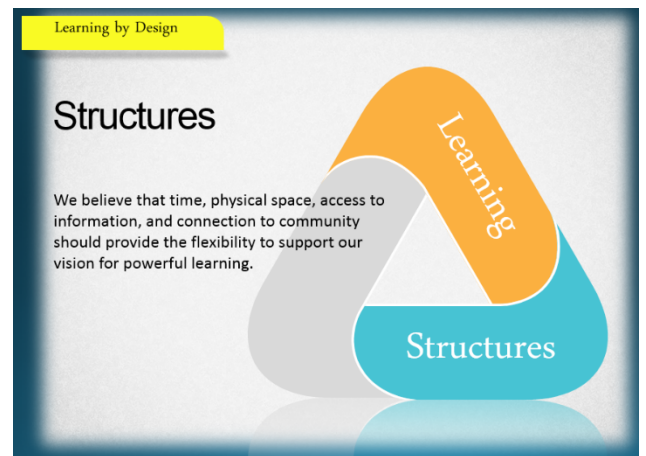 Learning by Design
Structures
We believe that time, physical space, access to
information, and connection to community
should provide the flexibility to support our
vision for powerful learning.
Learning
Structures